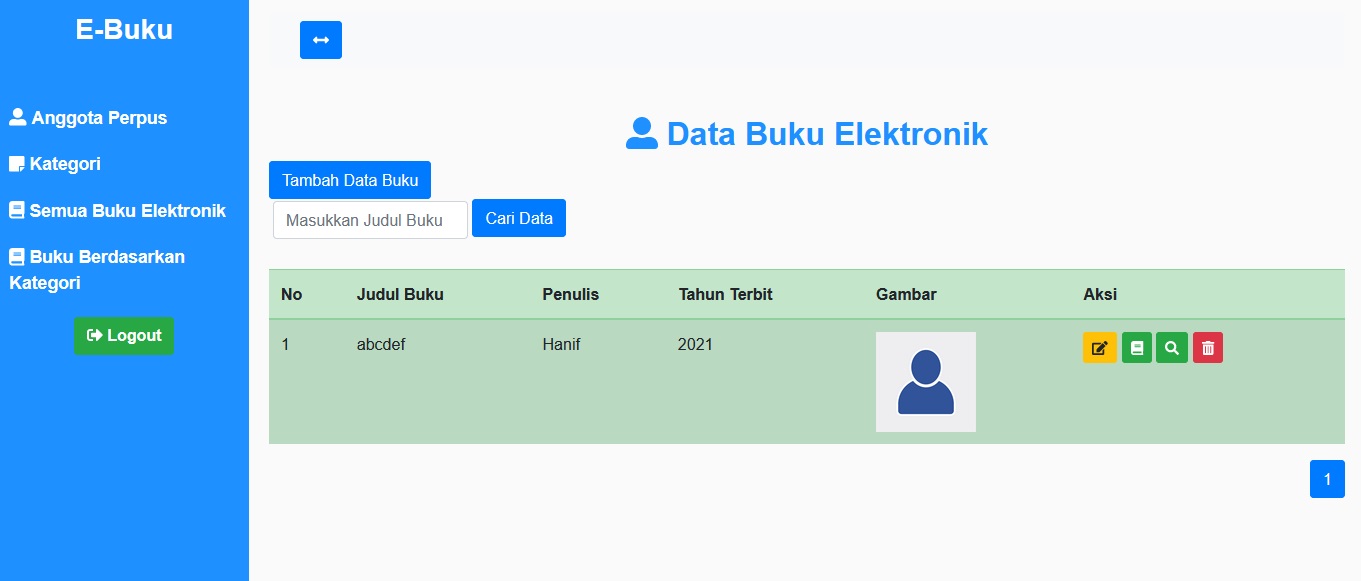 E-Buku
Anggota Perpus
Kategori
Semua Buku Elektronik
Buku Berdasarkan
Kategori
Logout
Data Buku Elektronik
Tambah Data Buku
Masukkan Judul Buku Cari Data
No Judul Buku Penulis Tahun Terbit Gambar Aksi
1 abcdef Hanif 2021
1